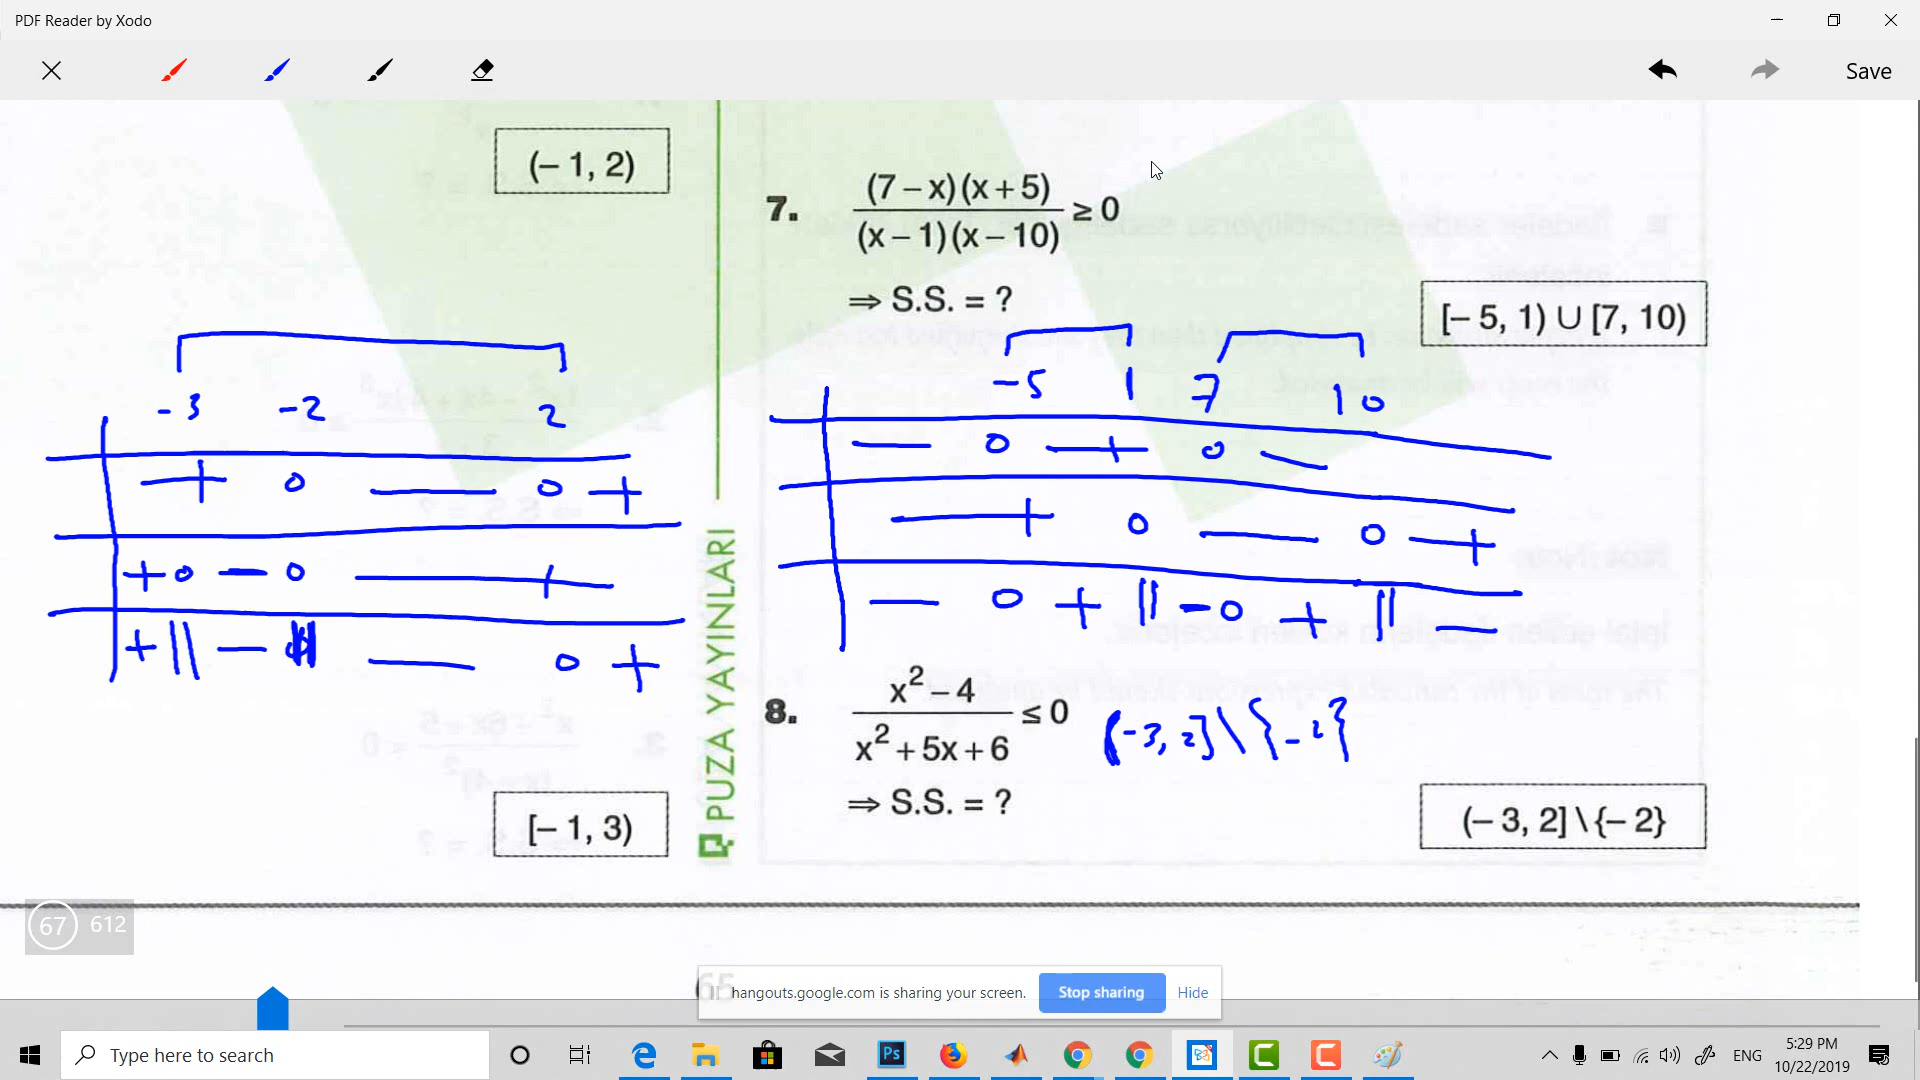 PDF Reader by Xodo
Save
(– 1, 2)
[– 1, 3)
-3 -2 2
+ 0 — 0 +
+ 0 — 0 — +
+ || — || — 0 +
PUZA YAYINLARI
7. (7 – x)(x + 5)
(x – 1)(x – 10) ≥ 0
⇒ S.S. = ?
[– 5, 1) ∪ [7, 10)
-5 1 7 10
— 0 — + 0 —
— + 0 — 0 +
— 0 + || — 0 + || —
8. x² – 4
x² + 5x + 6 ≤ 0
(-3, 2] \ {-2}
⇒ S.S. = ?
(– 3, 2] \ {– 2}
67 612
65
hangouts.google.com is sharing your screen. Stop sharing Hide
Type here to search
Ps
ENG
5:29 PM
10/22/2019